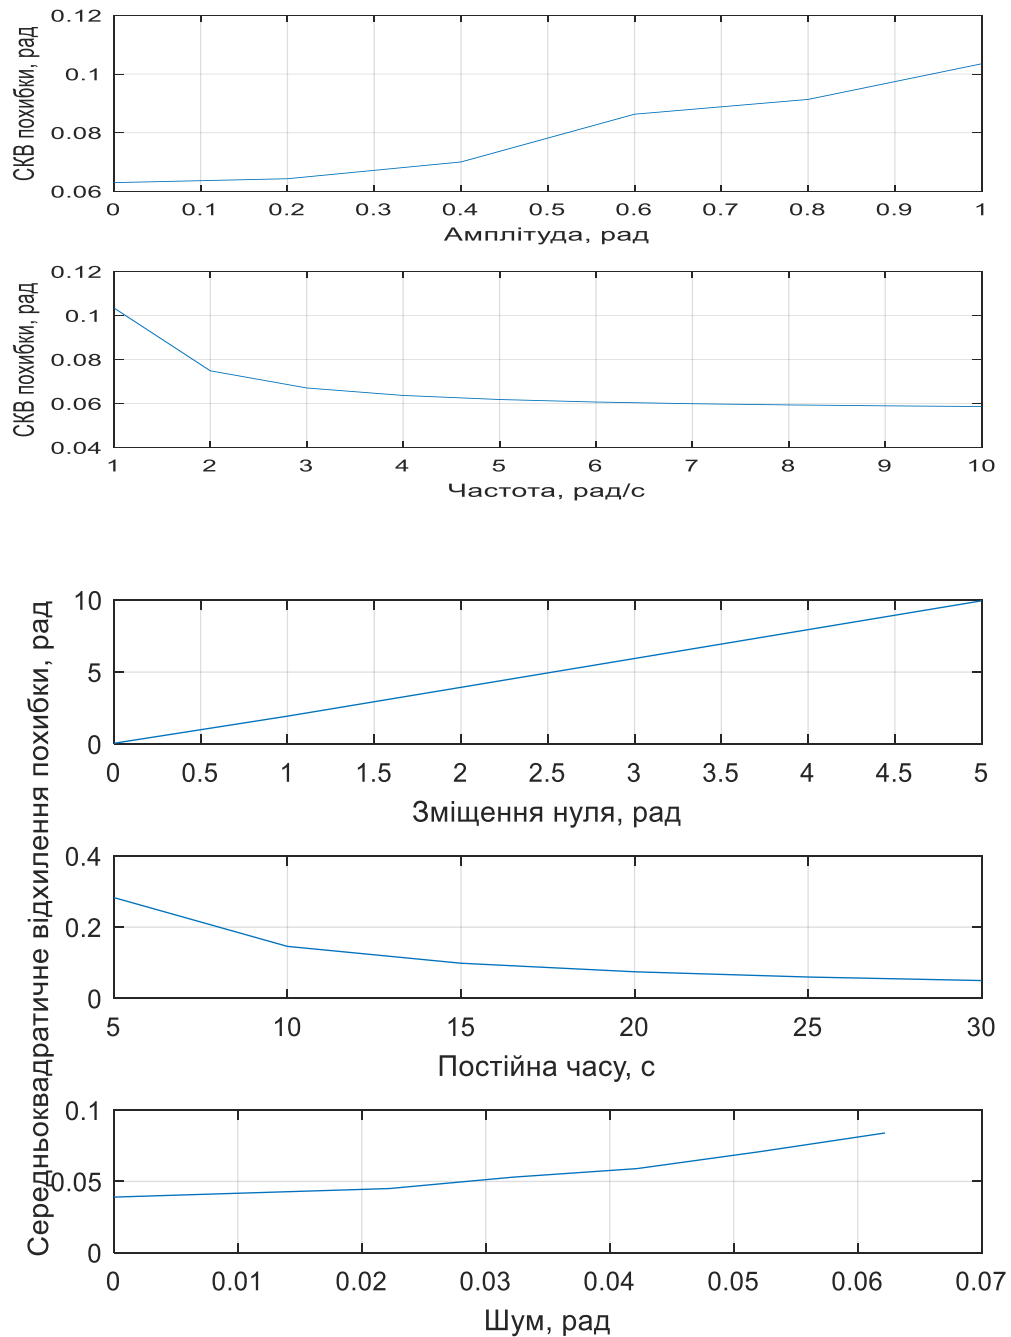 СКВ похибки, рад
0.12
0.1
0.08
0.06
0 0.1 0.2 0.3 0.4 0.5 0.6 0.7 0.8 0.9 1
Амплітуда, рад
СКВ похибки, рад
0.12
0.1
0.08
0.06
0.04
1 2 3 4 5 6 7 8 9 10
Частота, рад/с
Середньоквадратичне відхилення похибки, рад
10
5
0
0 0.5 1 1.5 2 2.5 3 3.5 4 4.5 5
Зміщення нуля, рад
0.4
0.2
0
5 10 15 20 25 30
Постійна часу, с
0.1
0.05
0
0 0.01 0.02 0.03 0.04 0.05 0.06 0.07
Шум, рад